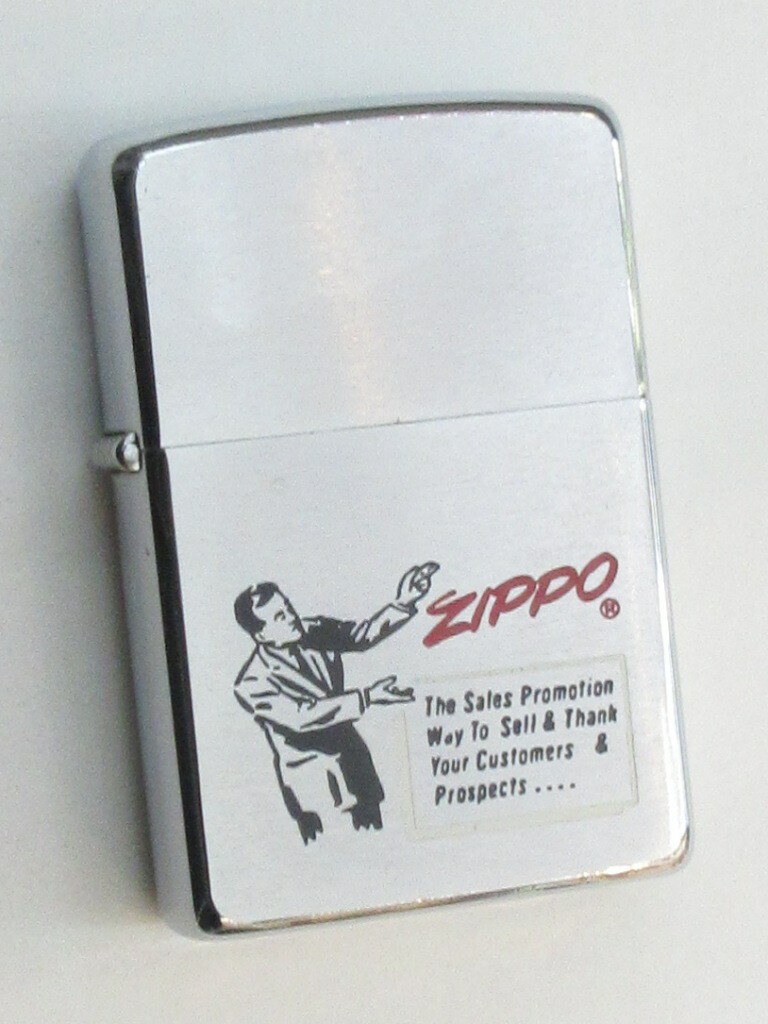 ZIPPO®
The Sales Promotion
Way To Sell & Thank
Your Customers &
Prospects ....